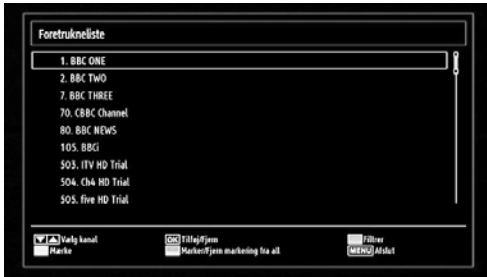 Foretrukneliste
1. BBC ONE
2. BBC TWO
7. BBC THREE
70. CBBC Channel
80. BBC NEWS
105. BBCi
503. ITV HD Trial
504. Ch4 HD Trial
505. five HD Trial
Vælg kanal OK Tilføj/Fjern Filtrer
Mærke Marker/Fjern markering fra all MENU Afslut